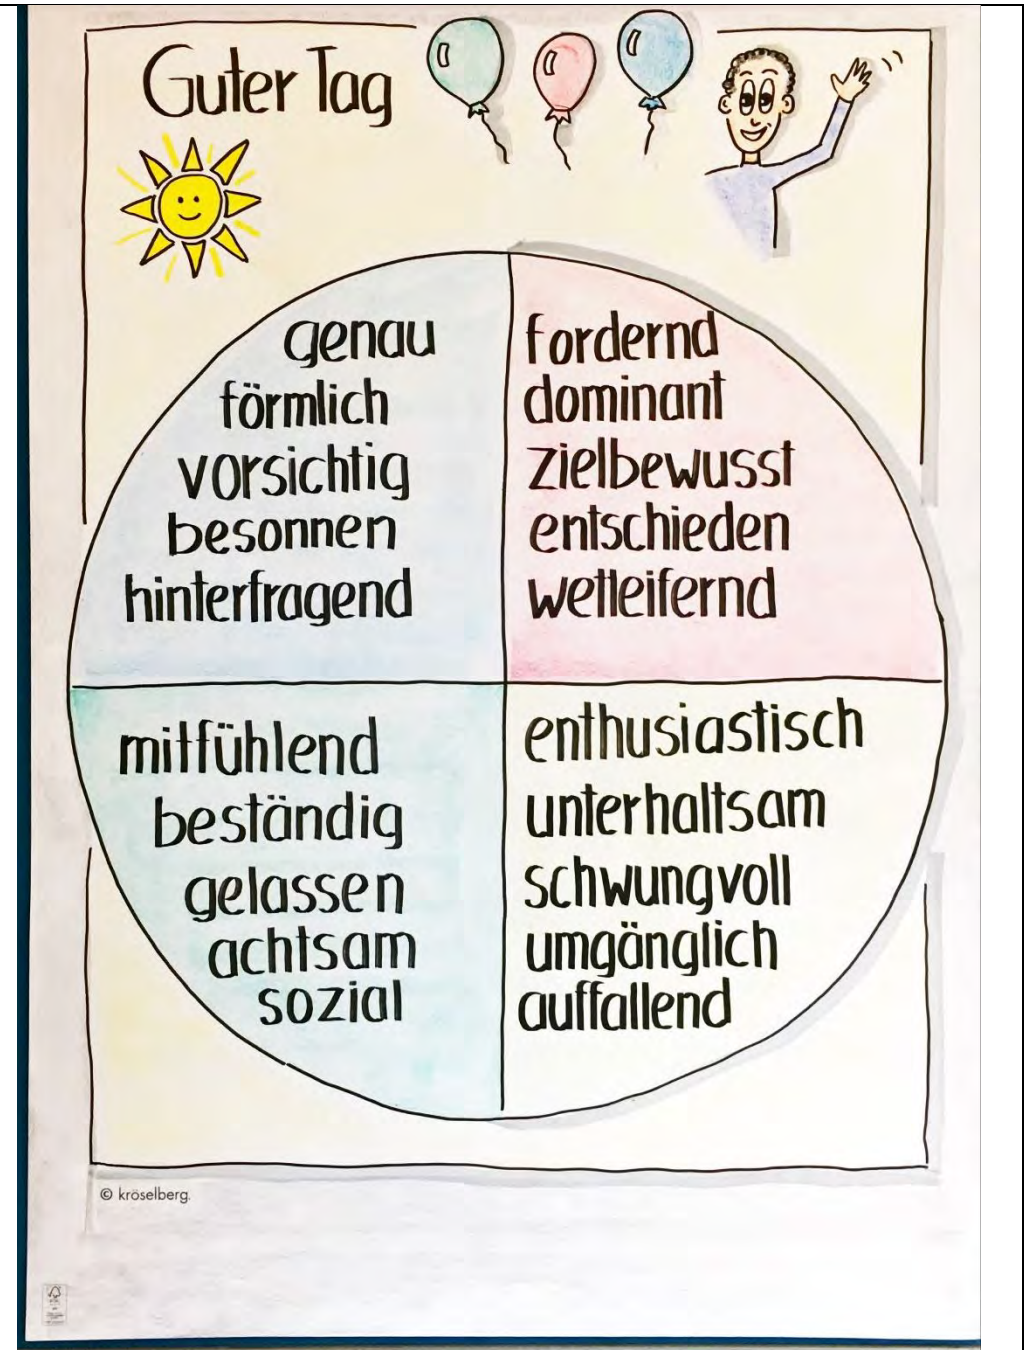 Guter Tag
genau
förmlich
vorsichtig
besonnen
hinterfragend
fordernd
dominant
zielbewusst
entschieden
wetteifernd
mitfühlend
beständig
gelassen
achtsam
sozial
enthusiastisch
unterhaltsam
schwungvoll
umgänglich
auffallend
© kröselberg.